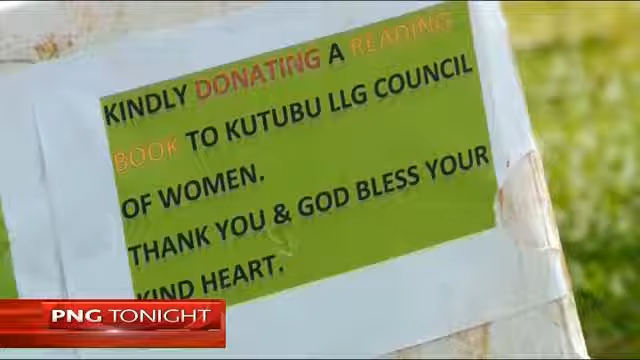 KINDLY DONATING A READING
BOOK TO KUTUBU LLG COUNCIL
OF WOMEN.
THANK YOU & GOD BLESS YOUR
KIND HEART.
PNG TONIGHT